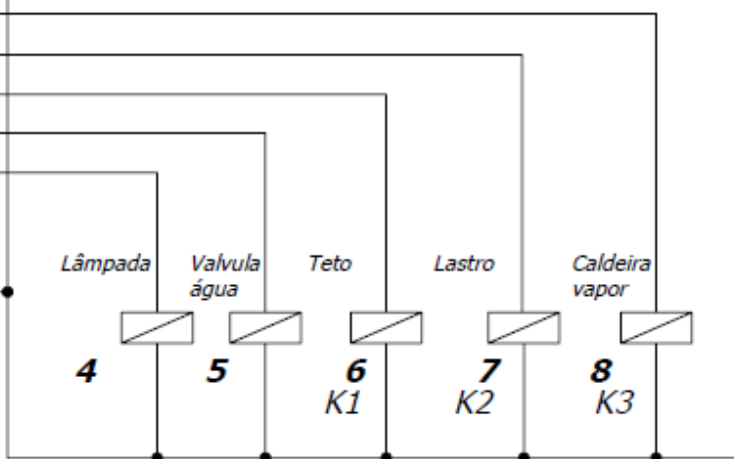 Lâmpada
Valvula
água
Teto
Lastro
Caldeira
vapor
4
5
6
7
8
K1
K2
K3